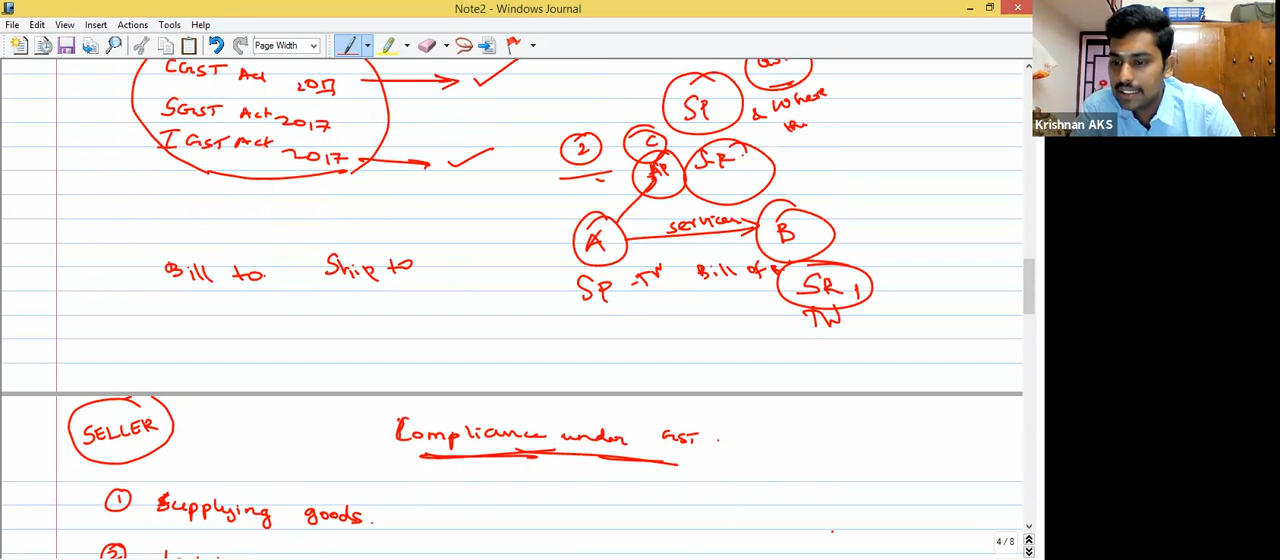 Note2 - Windows Journal
File Edit View Insert Actions Tools Help
Page Width
CGST Act 2017
SGST Act 2017
IGST Act 2017
SP
& Where
2
C
AP
SR
A
services
B
Bill to
Ship to
SP - TN
Bill of
SR 1
TN
SELLER
Compliance under GST.
① Supplying goods.
②
4 / 8
Krishnan AKS